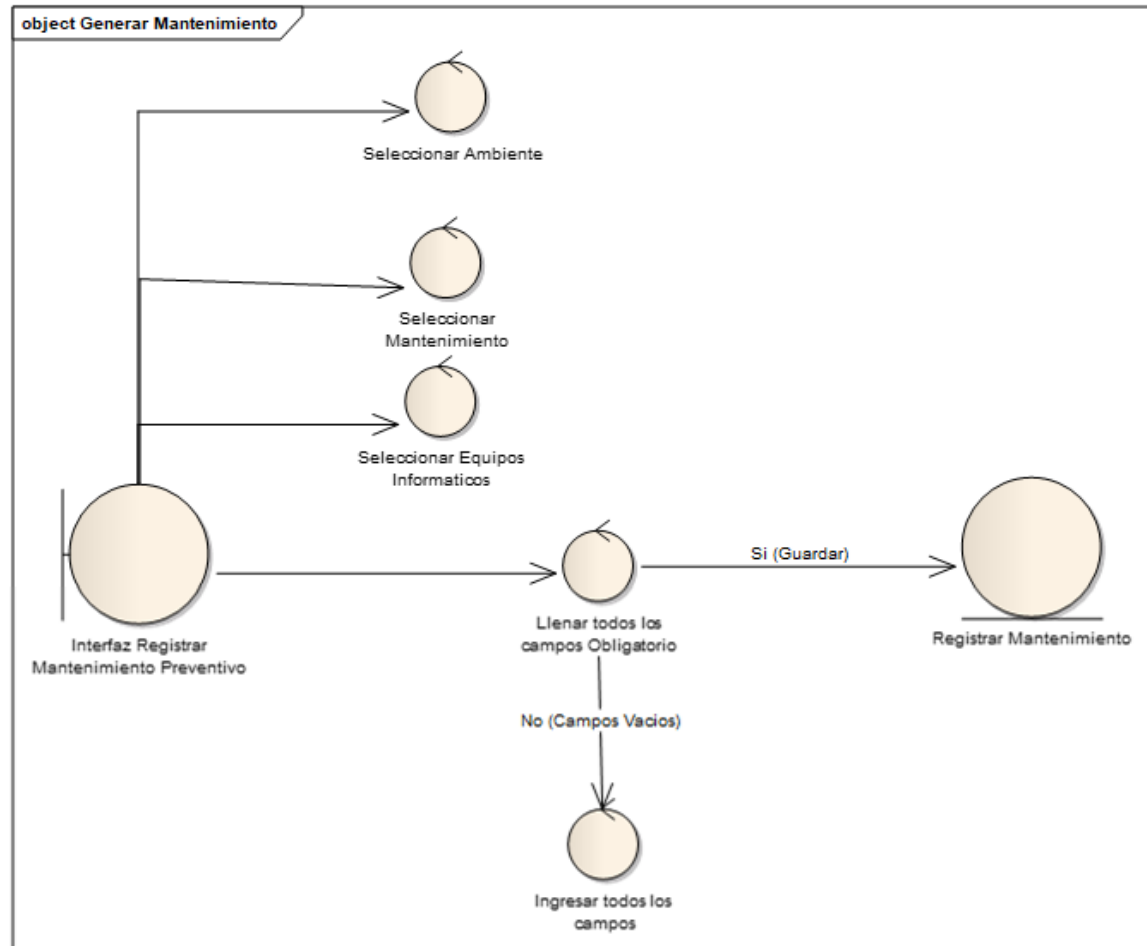 object Generar Mantenimiento
Seleccionar Ambiente
Seleccionar
Mantenimiento
Seleccionar Equipos
Informaticos
Si (Guardar)
Interfaz Registrar
Mantenimiento Preventivo
Llenar todos los
campos Obligatorio
Registrar Mantenimiento
No (Campos Vacios)
Ingresar todos los
campos